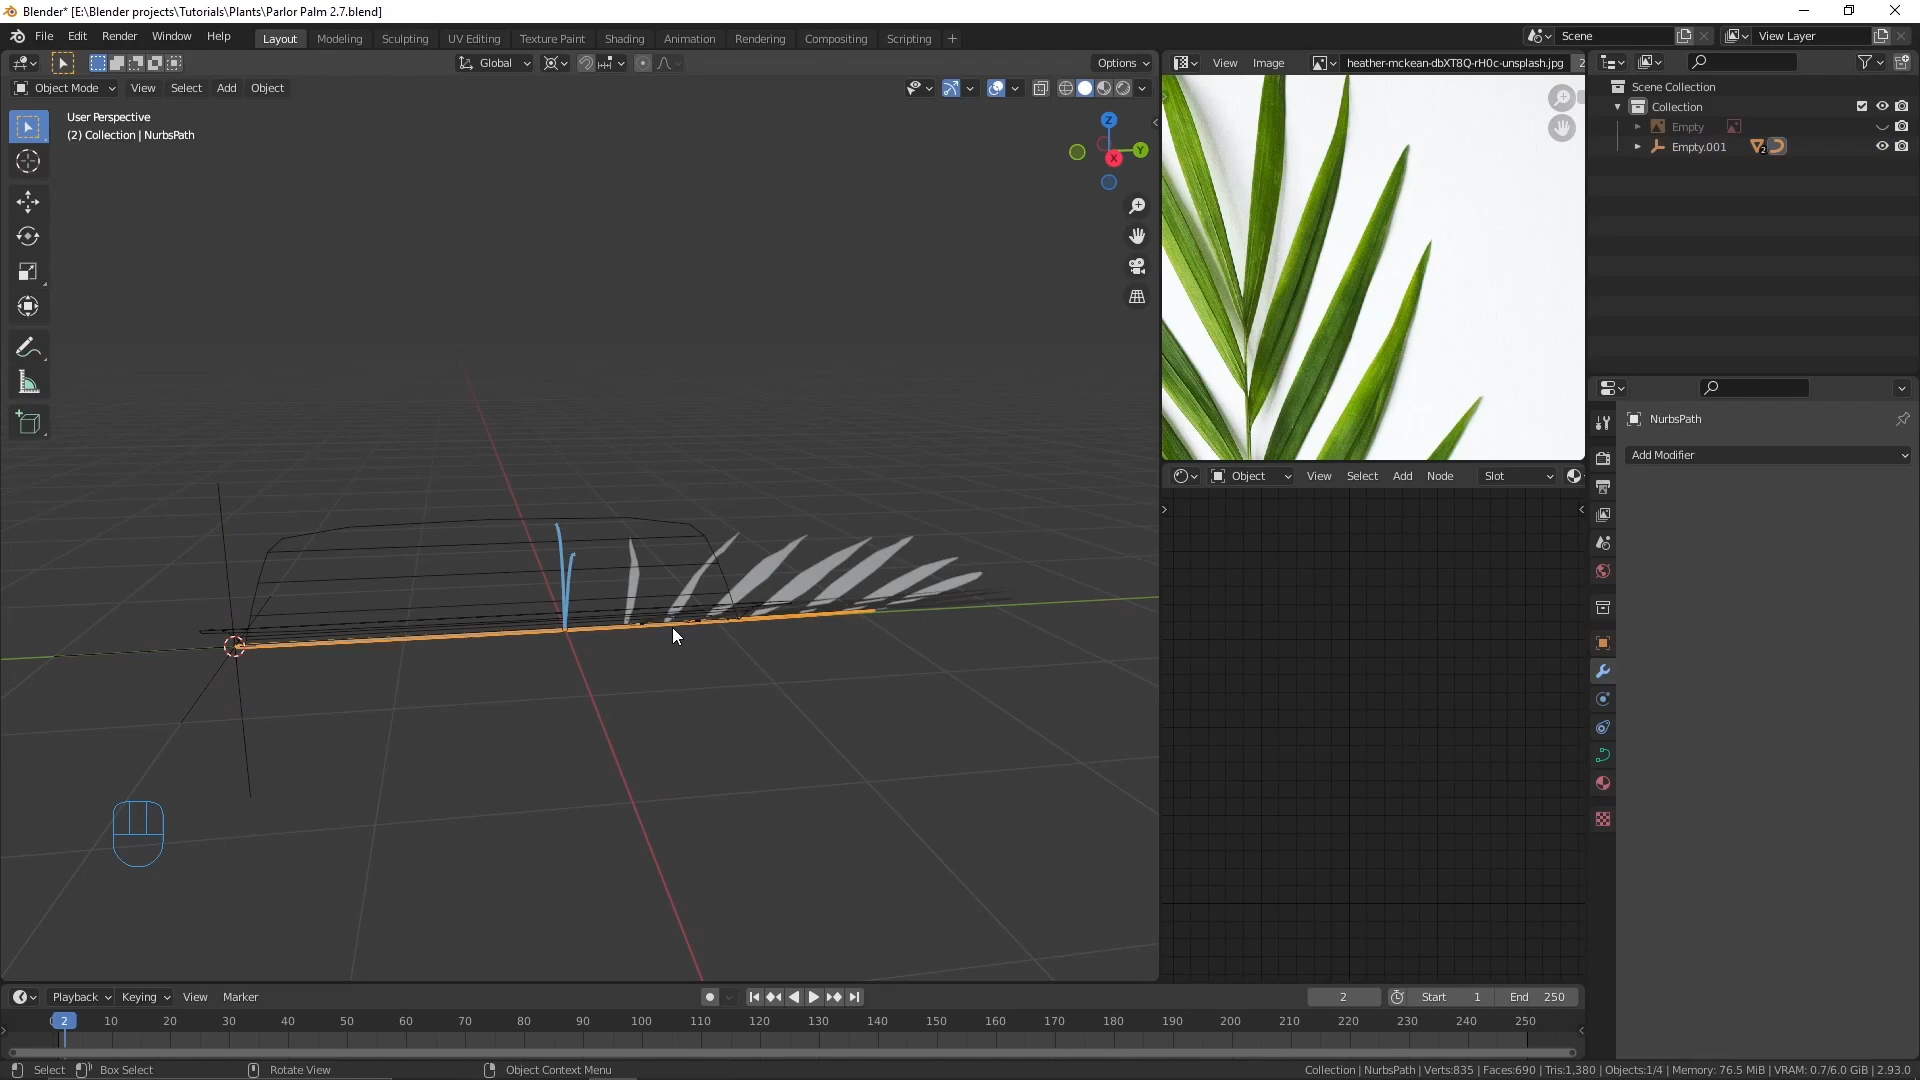 Blender* [E:\Blender projects\Tutorials\Plants\Parlor Palm 2.7.blend]
File Edit Render Window Help Layout Modeling Sculpting UV Editing Texture Paint Shading Animation Rendering Compositing Scripting + Scene View Layer
Global Options View Image heather-mckean-dbXT8Q-rH0c-unsplash.jpg 2
Object Mode View Select Add Object
Scene Collection
Collection
Empty
Empty.001
User Perspective
(2) Collection | NurbsPath
Z
Y
X
NurbsPath
Add Modifier
Object View Select Add Node Slot
Playback Keying View Marker 2 Start 1 End 250
0 2 10 20 30 40 50 60 70 80 90 100 110 120 130 140 150 160 170 180 190 200 210 220 230 240 250
Select Box Select Rotate View Object Context Menu Collection | NurbsPath | Verts:835 | Faces:690 | Tris:1,380 | Objects:1/4 | Memory: 76.5 MiB | VRAM: 0.7/6.0 GiB | 2.93.0